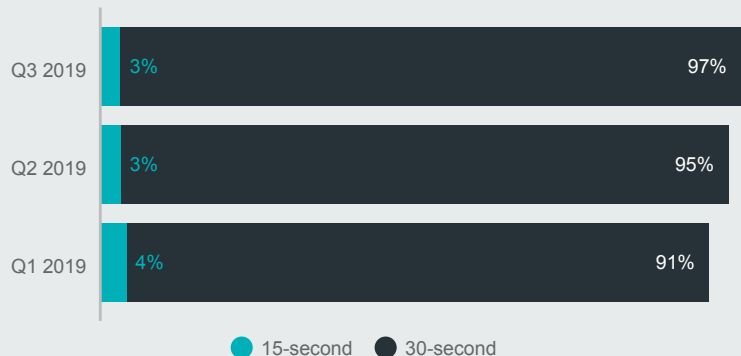 Q3 2019 3% 97%
Q2 2019 3% 95%
Q1 2019 4% 91%
15-second 30-second